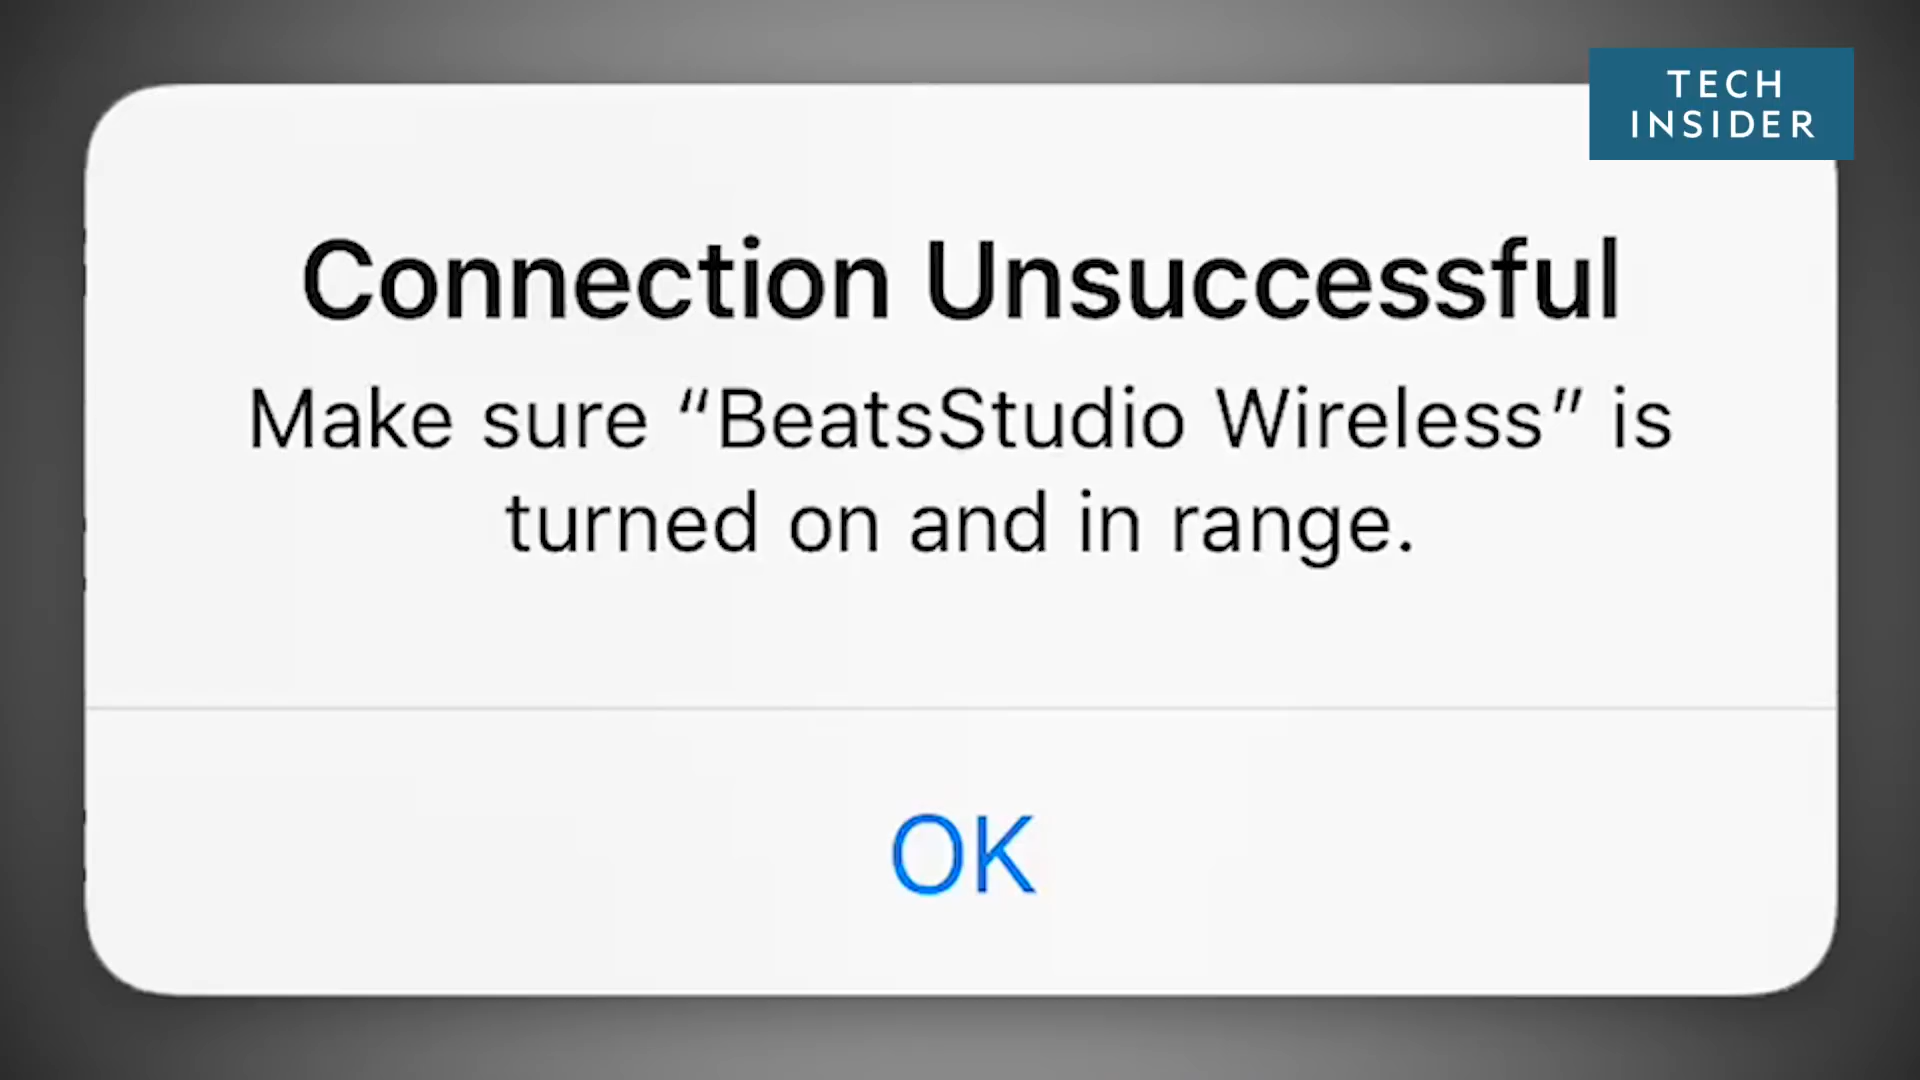 TECH
INSIDER
Connection Unsuccessful
Make sure “BeatsStudio Wireless” is
turned on and in range.
OK